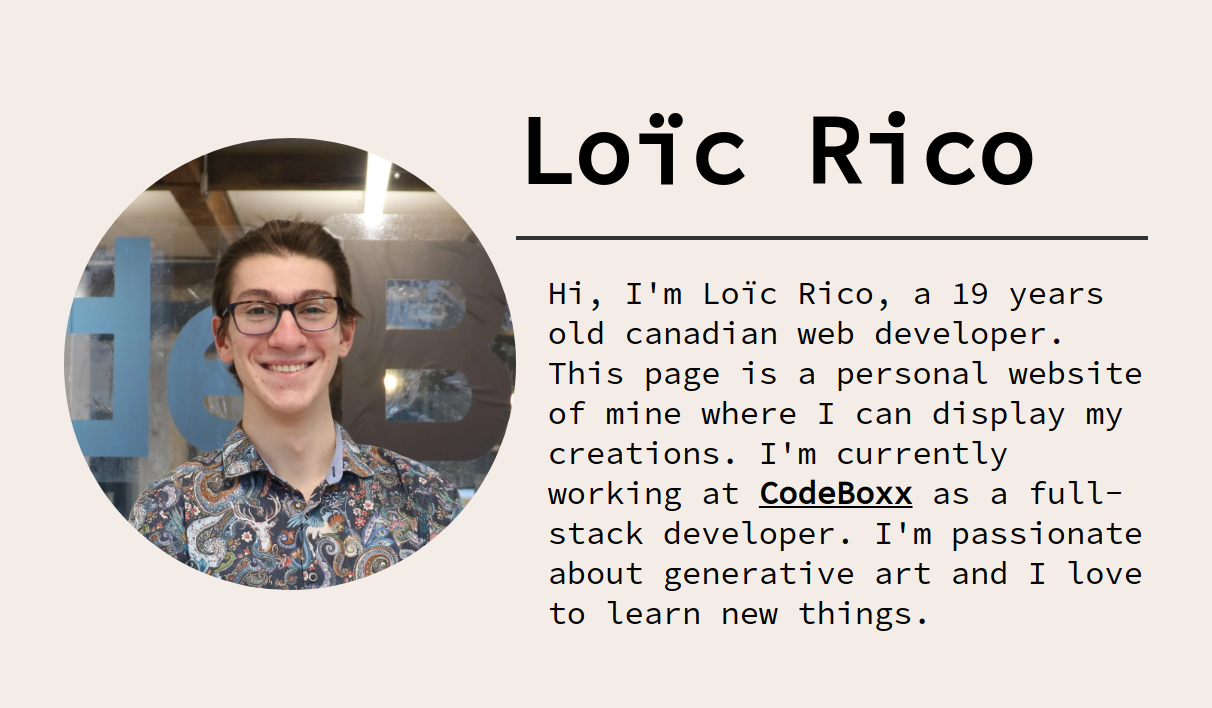 Loïc Rico
Hi, I'm Loïc Rico, a 19 years
old canadian web developer.
This page is a personal website
of mine where I can display my
creations. I'm currently
working at CodeBoxx as a full-
stack developer. I'm passionate
about generative art and I love
to learn new things.
de B